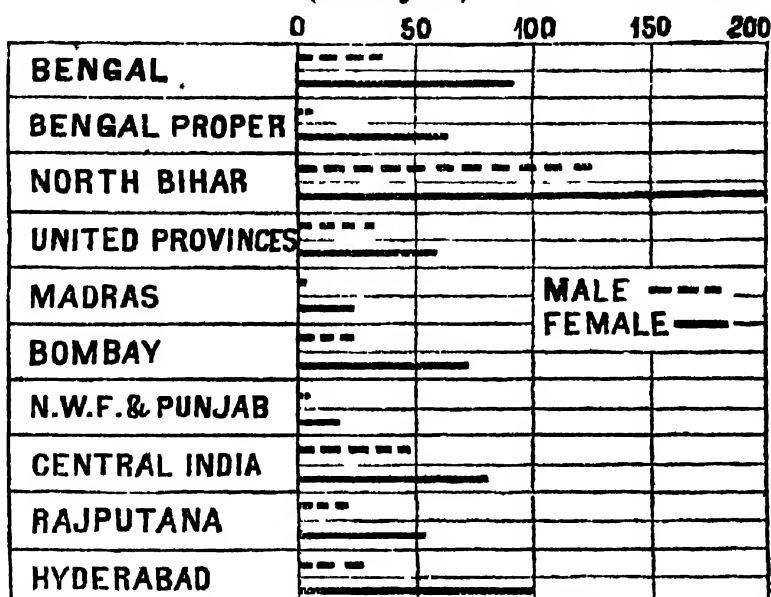 0 50 100 150 200
BENGAL
BENGAL PROPER
NORTH BIHAR
UNITED PROVINCES
MADRAS
MALE
FEMALE
BOMBAY
N.W.F. & PUNJAB
CENTRAL INDIA
RAJPUTANA
HYDERABAD